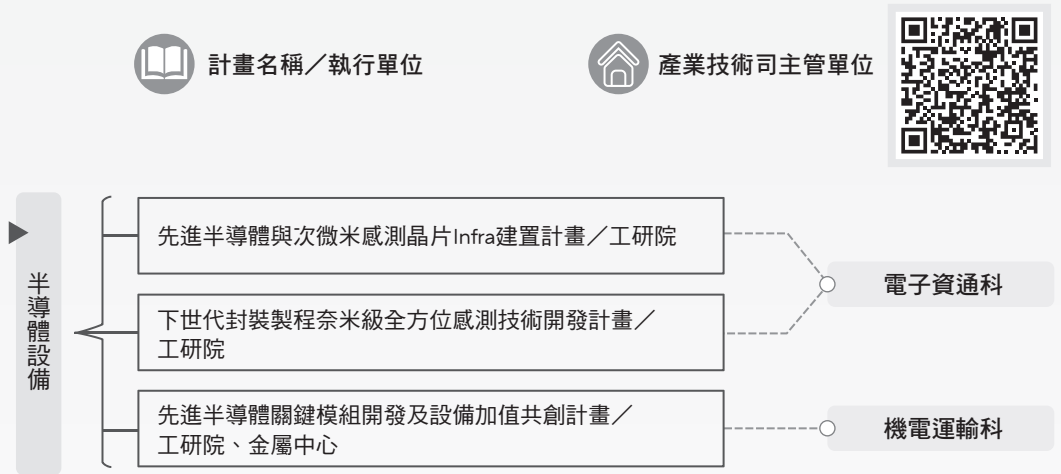 計畫名稱／執行單位
產業技術司主管單位
半導體設備
先進半導體與次微米感測晶片Infra建置計畫／工研院
下世代封裝製程奈米級全方位感測技術開發計畫／
工研院
電子資通科
先進半導體關鍵模組開發及設備加值共創計畫／
工研院、金屬中心
機電運輸科